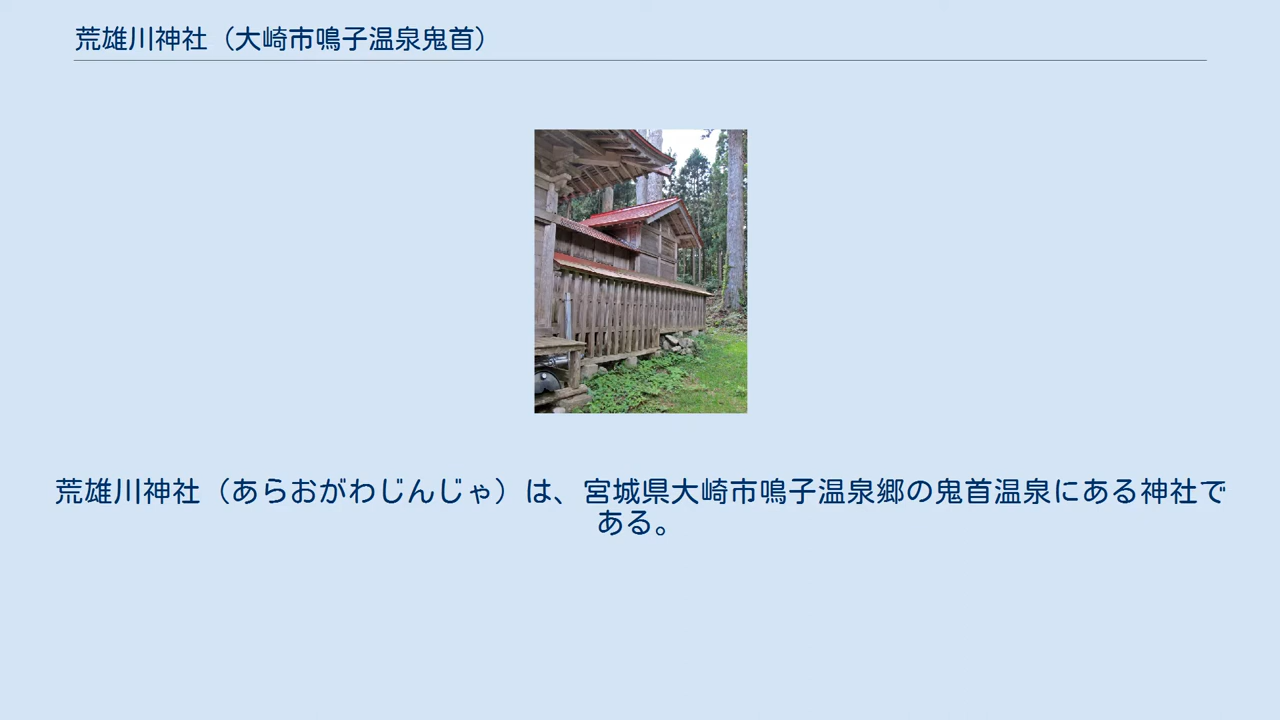 荒雄川神社（大崎市鳴子温泉鬼首）
荒雄川神社（あらおがわじんじゃ）は、宮城県大崎市鳴子温泉郷の鬼首温泉にある神社で
ある。